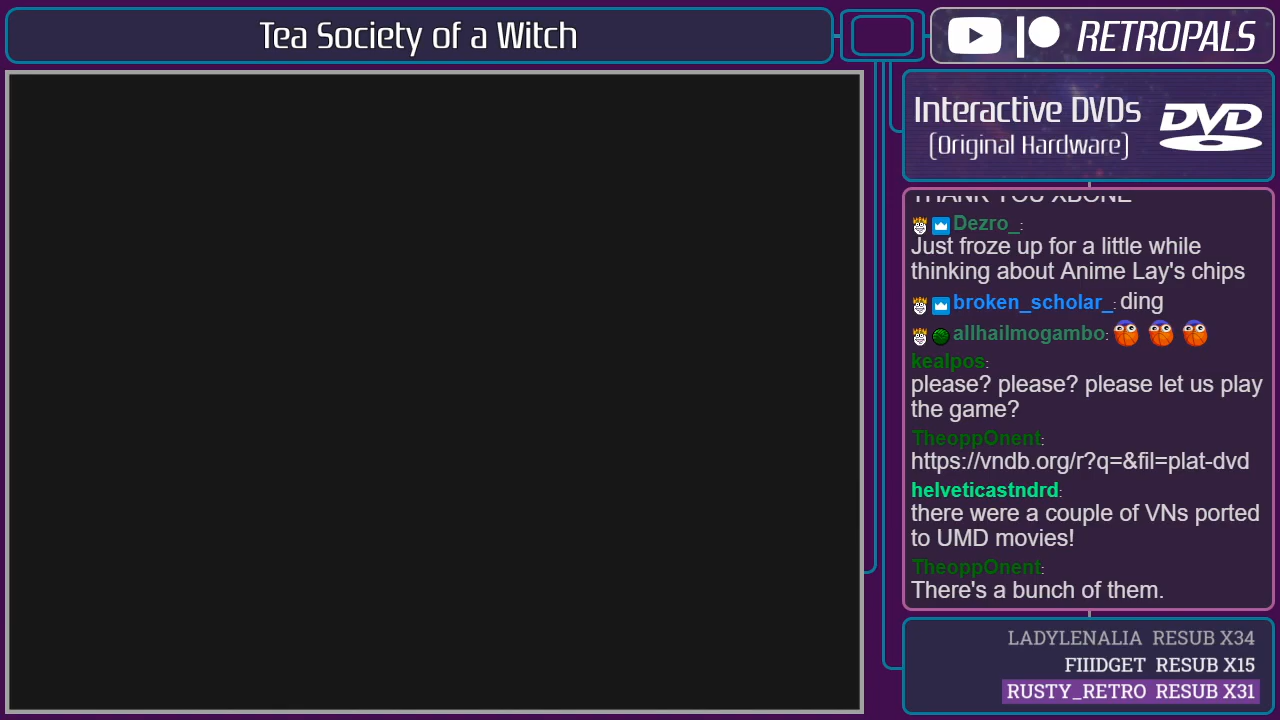 Tea Society of a Witch
RETROPALS
Interactive DVDs
(Original Hardware)
DVD
THANK YOU XBONE
Dezro_:
Just froze up for a little while
thinking about Anime Lay's chips
broken_scholar_: ding
allhailmogambo:
kealpos:
please? please? please let us play
the game?
TheoppOnent:
https://vndb.org/r?q=&fil=plat-dvd
helveticastndrd:
there were a couple of VNs ported
to UMD movies!
TheoppOnent:
There's a bunch of them.
LADYLENALIA RESUB X34
FIIIDGET RESUB X15
RUSTY_RETRO RESUB X31